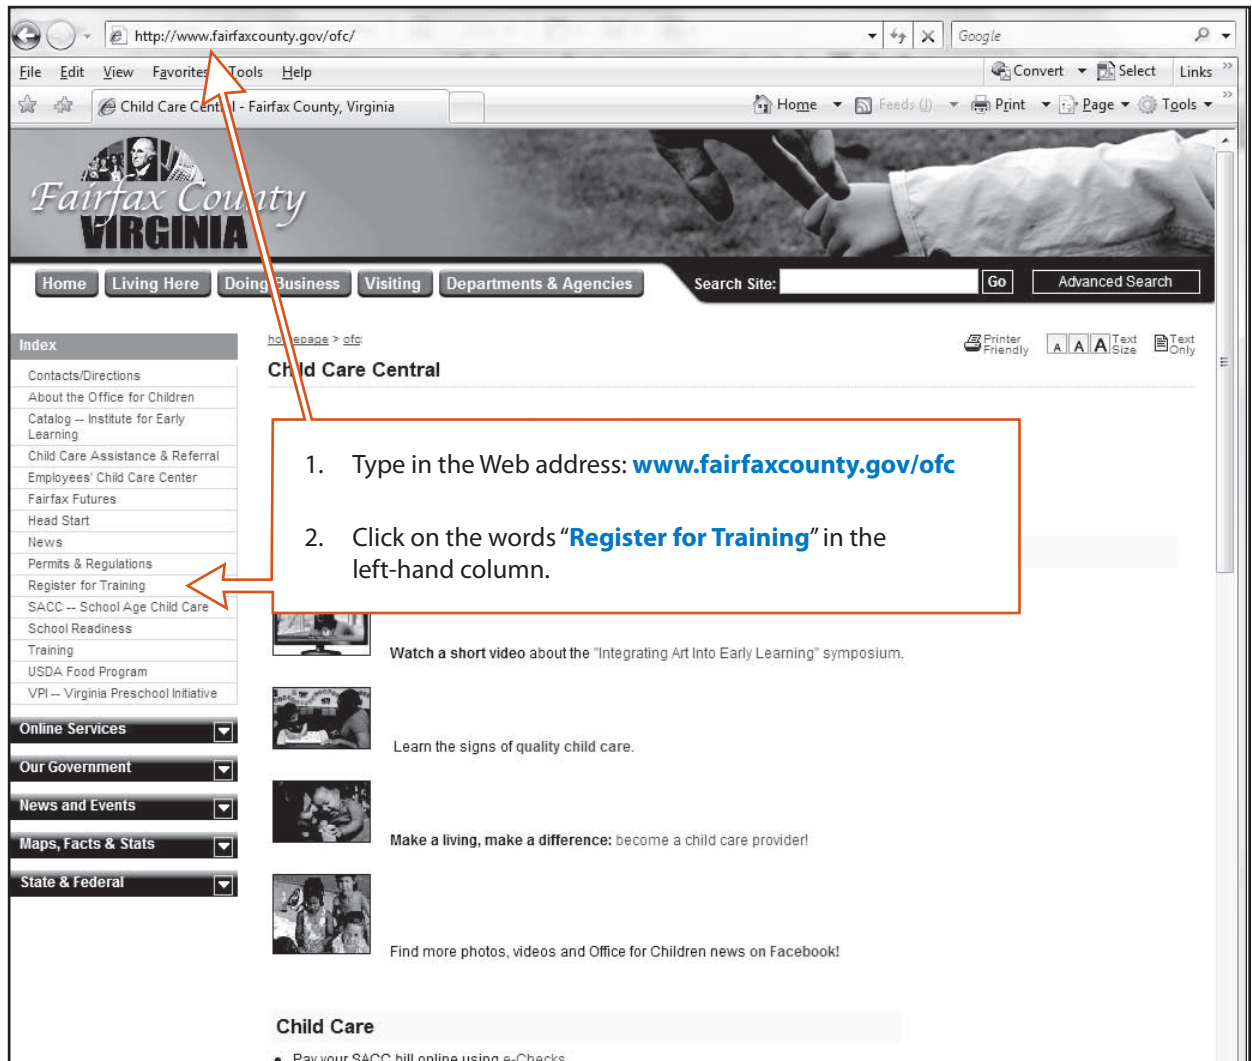 http://www.fairfaxcounty.gov/ofc/
Google
File Edit View Favorites Tools Help
Convert Select Links
Child Care Central - Fairfax County, Virginia
Home Feeds (J) Print Page Tools
Fairfax County
VIRGINIA
Home Living Here Doing Business Visiting Departments & Agencies
Search Site: Go Advanced Search
homepage > ofc
Printer Friendly A A A Text Size Text Only
Index
Child Care Central
Contacts/Directions
About the Office for Children
Catalog -- Institute for Early
Learning
Child Care Assistance & Referral
Employees' Child Care Center
Fairfax Futures
Head Start
News
Permits & Regulations
Register for Training
SACC -- School Age Child Care
School Readiness
Training
USDA Food Program
VPI -- Virginia Preschool Initiative
Online Services
Our Government
News and Events
Maps, Facts & Stats
State & Federal
1. Type in the Web address: www.fairfaxcounty.gov/ofc
2. Click on the words “Register for Training” in the
left-hand column.
Watch a short video about the "Integrating Art Into Early Learning" symposium.
Learn the signs of quality child care.
Make a living, make a difference: become a child care provider!
Find more photos, videos and Office for Children news on Facebook!
Child Care
• Pay your SACC bill online using e-Checks